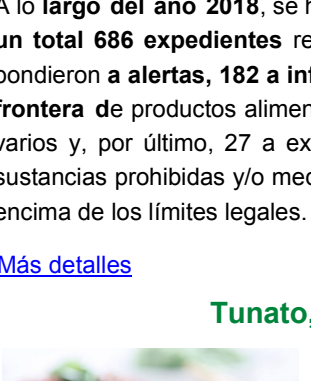 A lo largo del año 2018, se h
un total 686 expedientes re
pondieron a alertas, 182 a inf
frontera de productos alimen
varios y, por último, 27 a ex
sustancias prohibidas y/o med
encima de los límites legales.
Más detalles
Tunato,